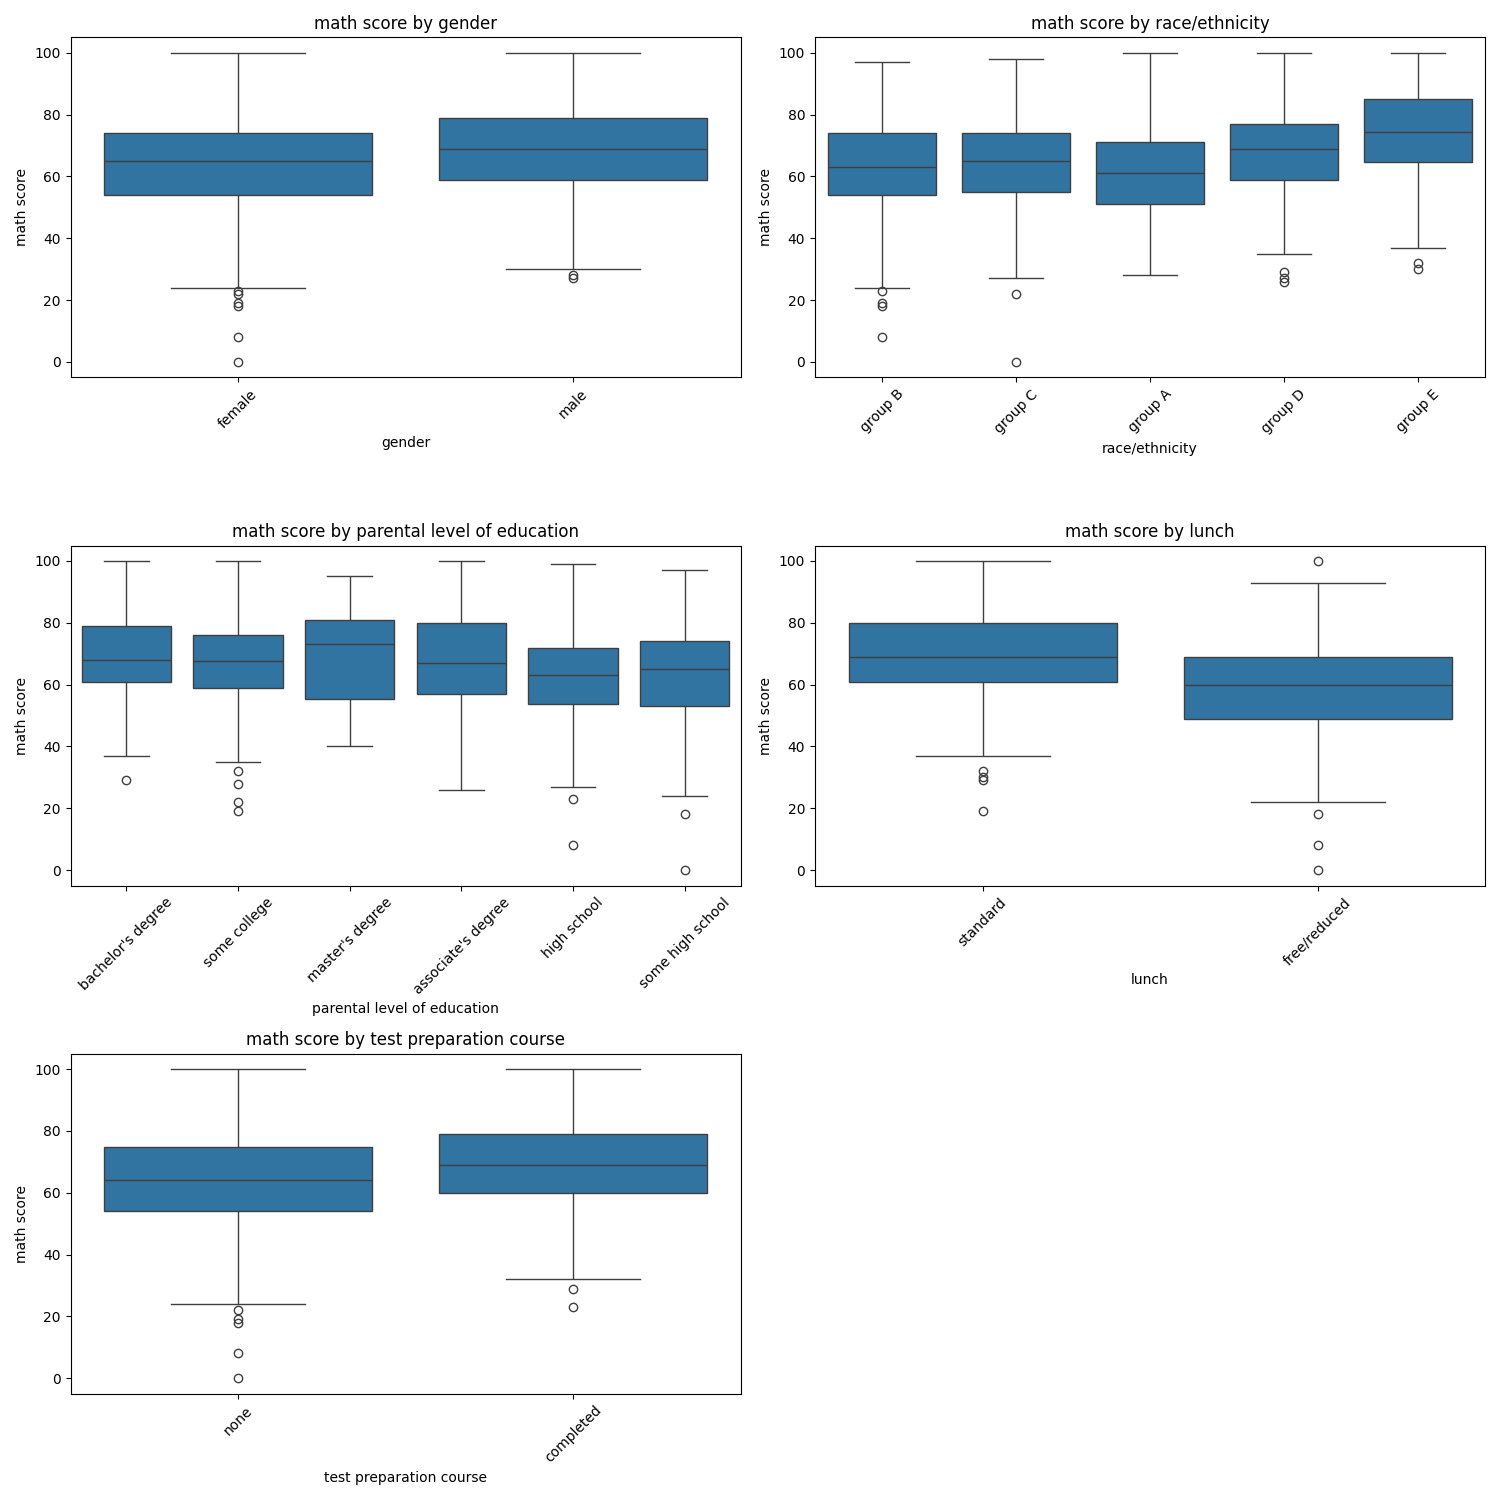 math score by gender
math score
100
80
60
40
20
0
female
male
gender
math score by race/ethnicity
math score
100
80
60
40
20
0
group B
group C
group A
group D
group E
race/ethnicity
math score by parental level of education
math score
100
80
60
40
20
0
bachelor's degree
some college
master's degree
associate's degree
high school
some high school
parental level of education
math score by lunch
math score
100
80
60
40
20
0
standard
free/reduced
lunch
math score by test preparation course
math score
100
80
60
40
20
0
none
completed
test preparation course